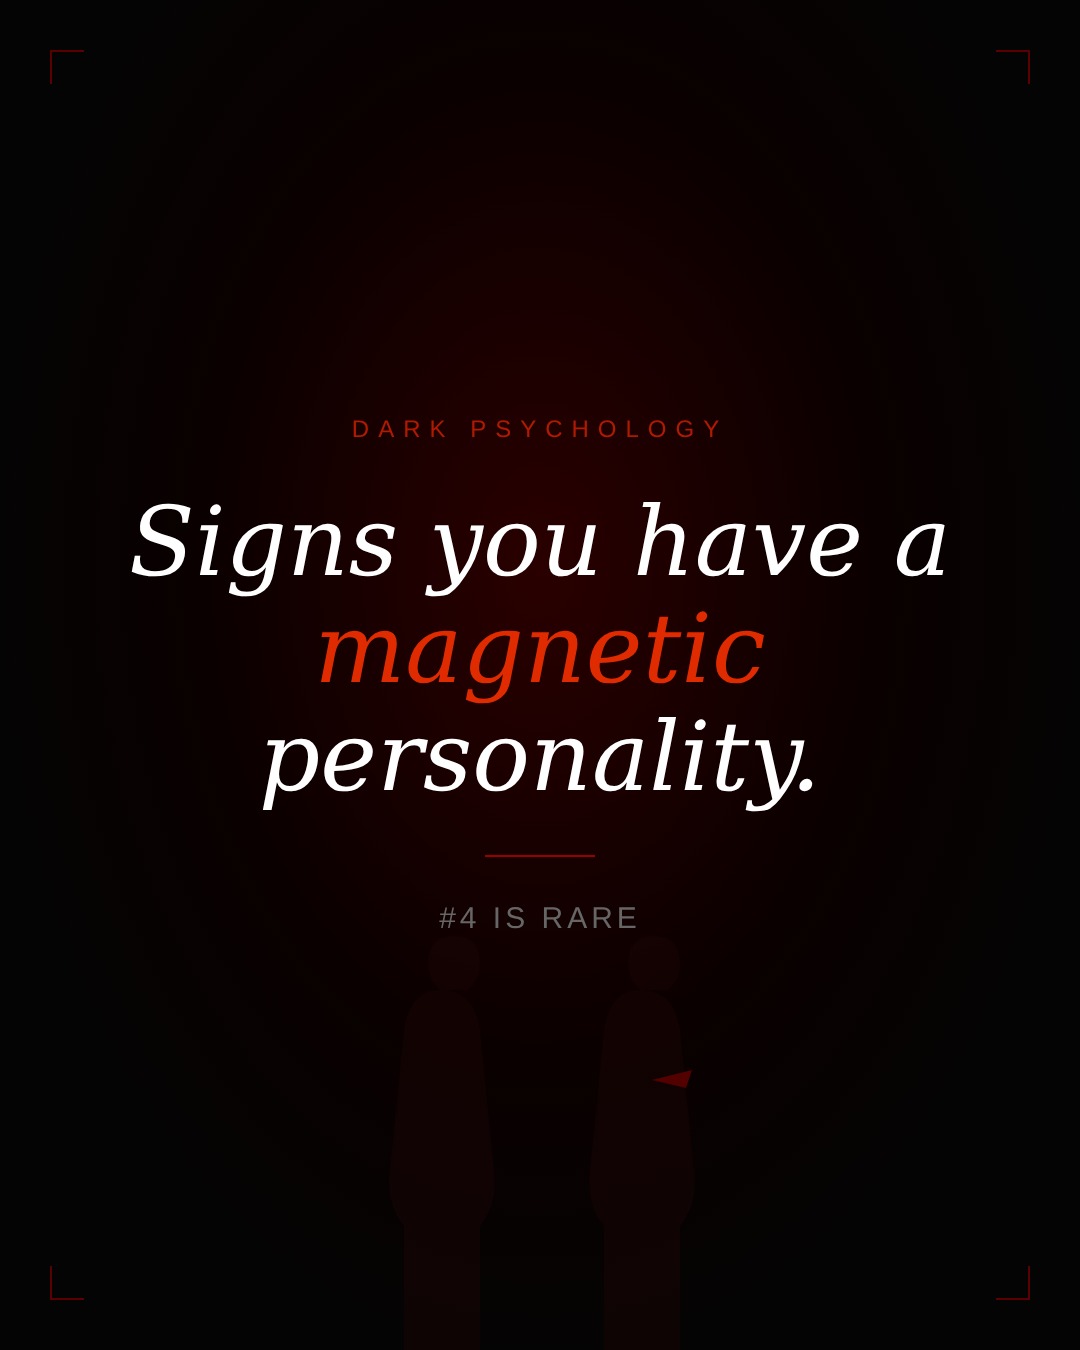 DARK PSYCHOLOGY
Signs you have a
magnetic
personality.
#4 IS RARE